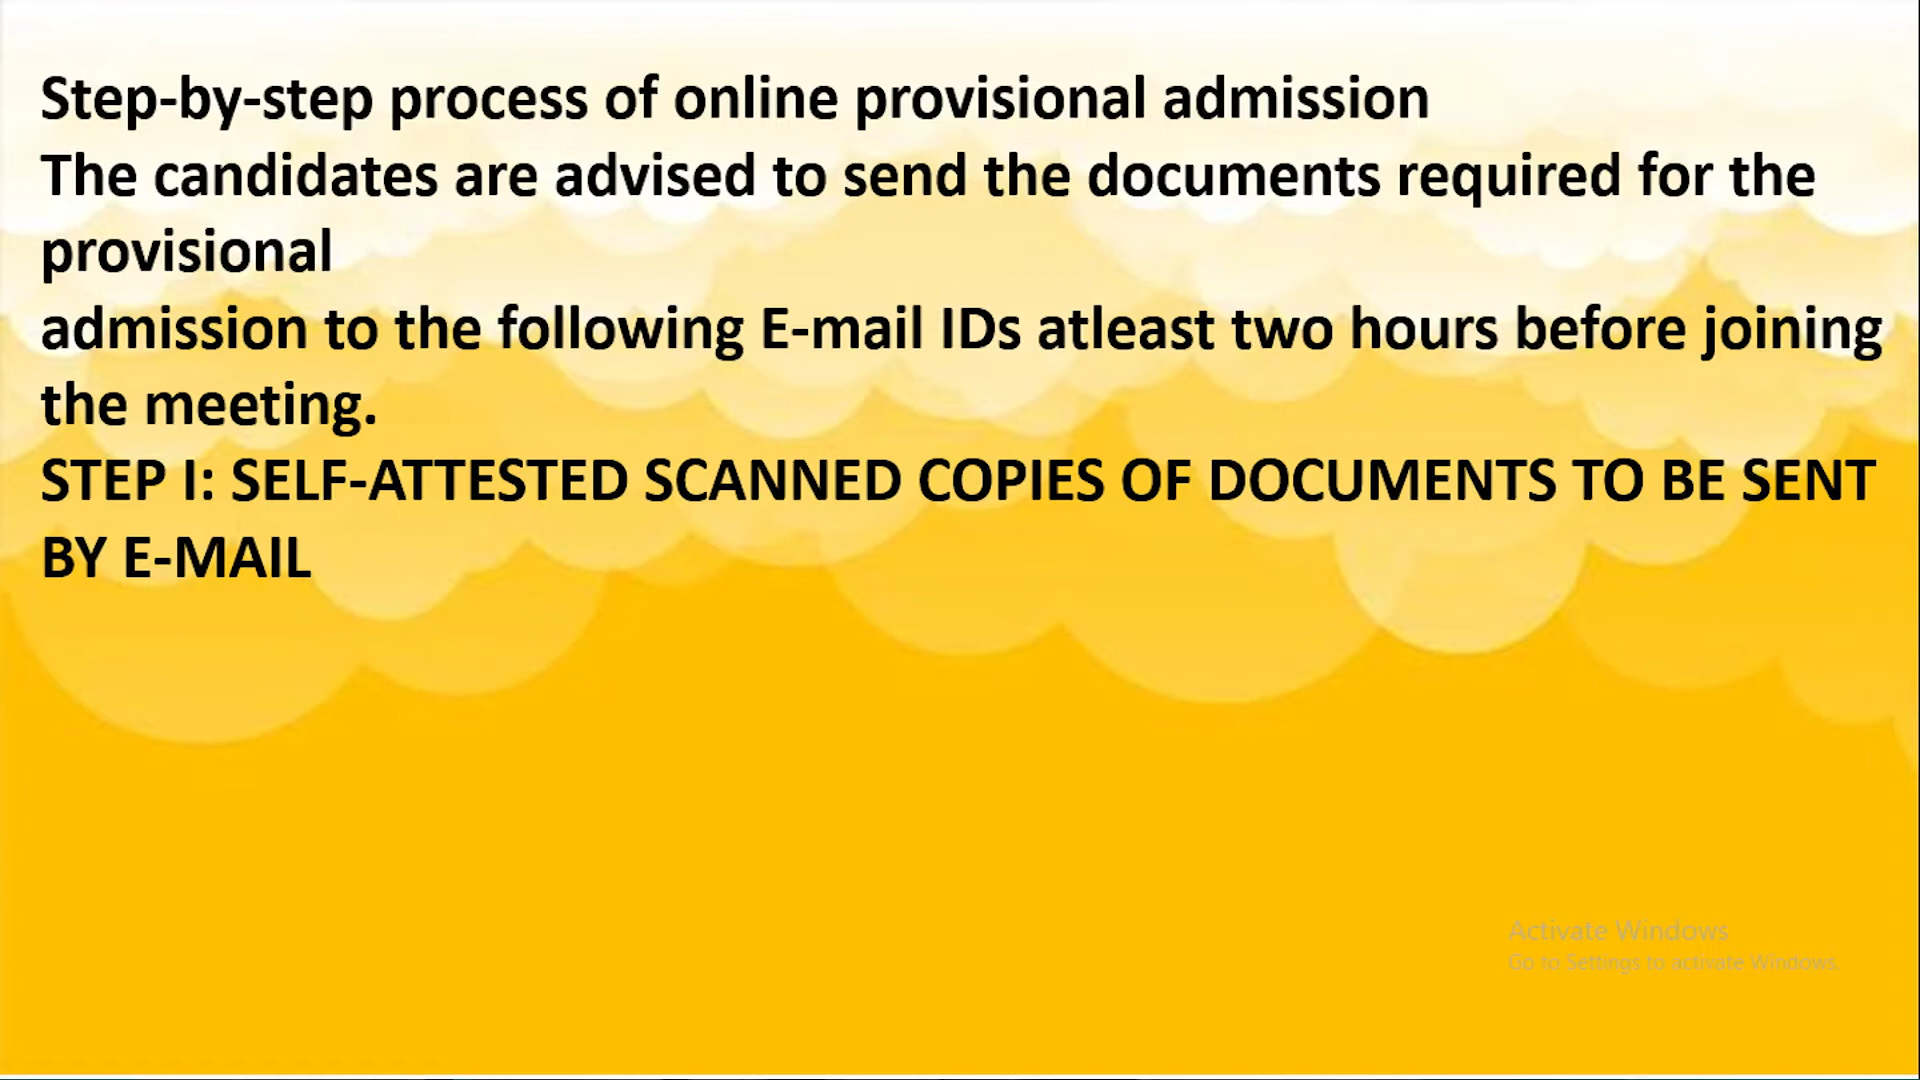 Step-by-step process of online provisional admission
The candidates are advised to send the documents required for the
provisional
admission to the following E-mail IDs atleast two hours before joining
the meeting.
STEP I: SELF-ATTESTED SCANNED COPIES OF DOCUMENTS TO BE SENT
BY E-MAIL
Activate Windows
Go to Settings to activate Windows.